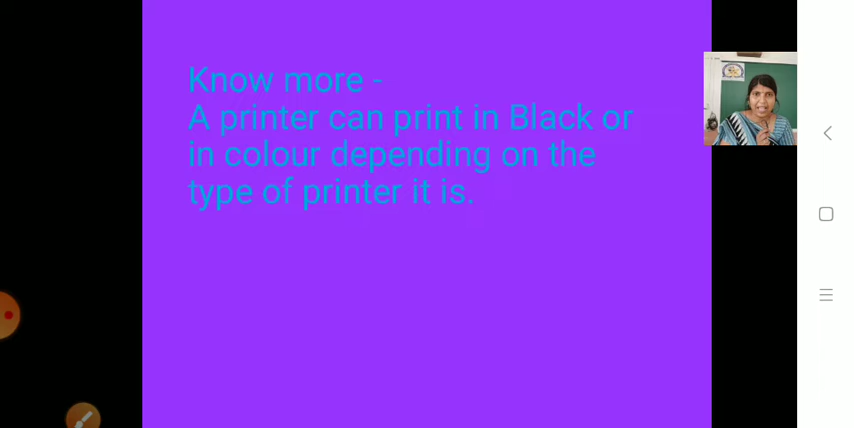 Know more -
A printer can print in Black or
in colour depending on the
type of printer it is.